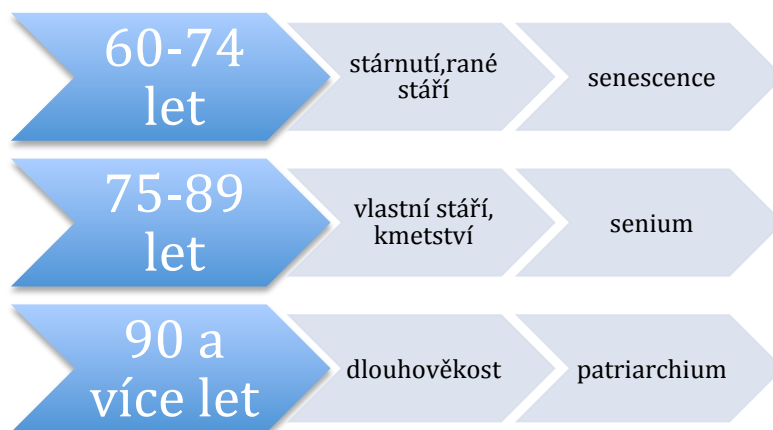 60-74
let
stárnutí,rané
stáří
senescence
75-89
let
vlastní stáří,
kmetství
senium
90 a
více let
dlouhověkost
patriarchium